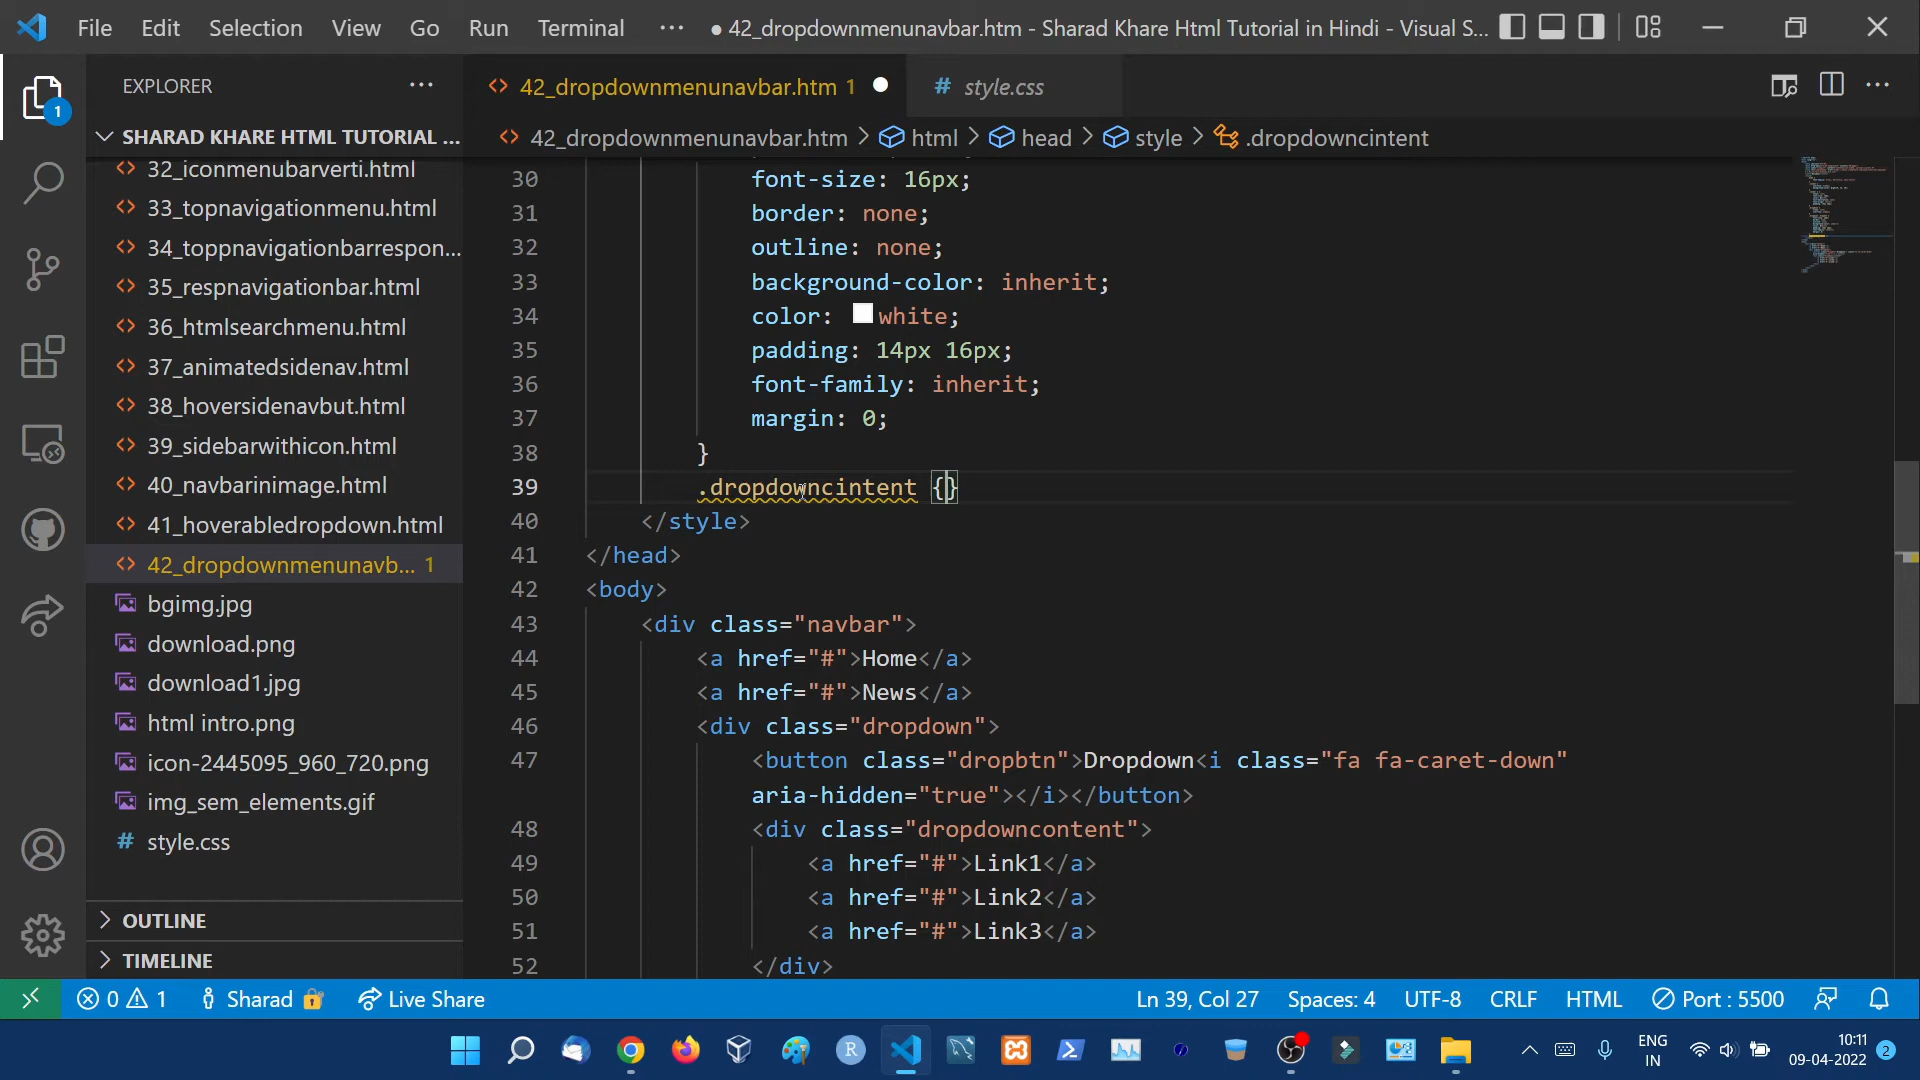 File Edit Selection View Go Run Terminal ··· ● 42_dropdownmenunavbar.htm - Sharad Khare Html Tutorial in Hindi - Visual S...
EXPLORER ···
42_dropdownmenunavbar.htm 1 ●
# style.css
SHARAD KHARE HTML TUTORIAL ...
42_dropdownmenunavbar.htm > html > head > style > .dropdowncintent
32_iconmenubarverti.html
33_topnavigationmenu.html
34_toppnavigationbarrespon...
35_respnavigationbar.html
36_htmlsearchmenu.html
37_animatedsidenav.html
38_hoversidenavbut.html
39_sidebarwithicon.html
40_navbarinimage.html
41_hoverabledropdown.html
42_dropdownmenunavb... 1
bgimg.jpg
download.png
download1.jpg
html intro.png
icon-2445095_960_720.png
img_sem_elements.gif
# style.css
OUTLINE
TIMELINE
1
30 font-size: 16px;
31 border: none;
32 outline: none;
33 background-color: inherit;
34 color: white;
35 padding: 14px 16px;
36 font-family: inherit;
37 margin: 0;
38 }
39 .dropdowncintent {}
40 </style>
41 </head>
42 <body>
43 <div class="navbar">
44 <a href="#">Home</a>
45 <a href="#">News</a>
46 <div class="dropdown">
47 <button class="dropbtn">Dropdown<i class="fa fa-caret-down"
aria-hidden="true"></i></button>
48 <div class="dropdowncontent">
49 <a href="#">Link1</a>
50 <a href="#">Link2</a>
51 <a href="#">Link3</a>
52 </div>
0 1 Sharad Live Share Ln 39, Col 27 Spaces: 4 UTF-8 CRLF HTML Port : 5500
R
ENG
IN
10:11
09-04-2022
2